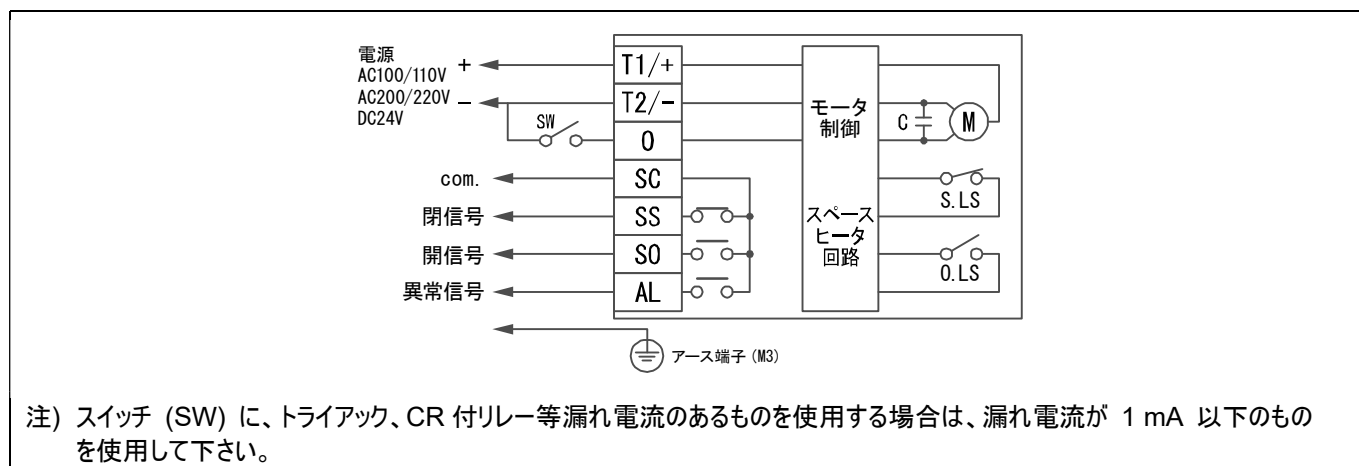 電源
AC100/110V
AC200/220V
DC24V
+
−
SW
com.
閉信号
開信号
異常信号
T1/+
T2/-
O
SC
SS
SO
AL
モータ
制御
スペース
ヒータ
回路
C
M
S.LS
O.LS
アース端子 (M3)
注) スイッチ (SW) に、トライアック、CR 付リレー等漏れ電流のあるものを使用する場合は、漏れ電流が 1 mA 以下のもの
を使用して下さい。